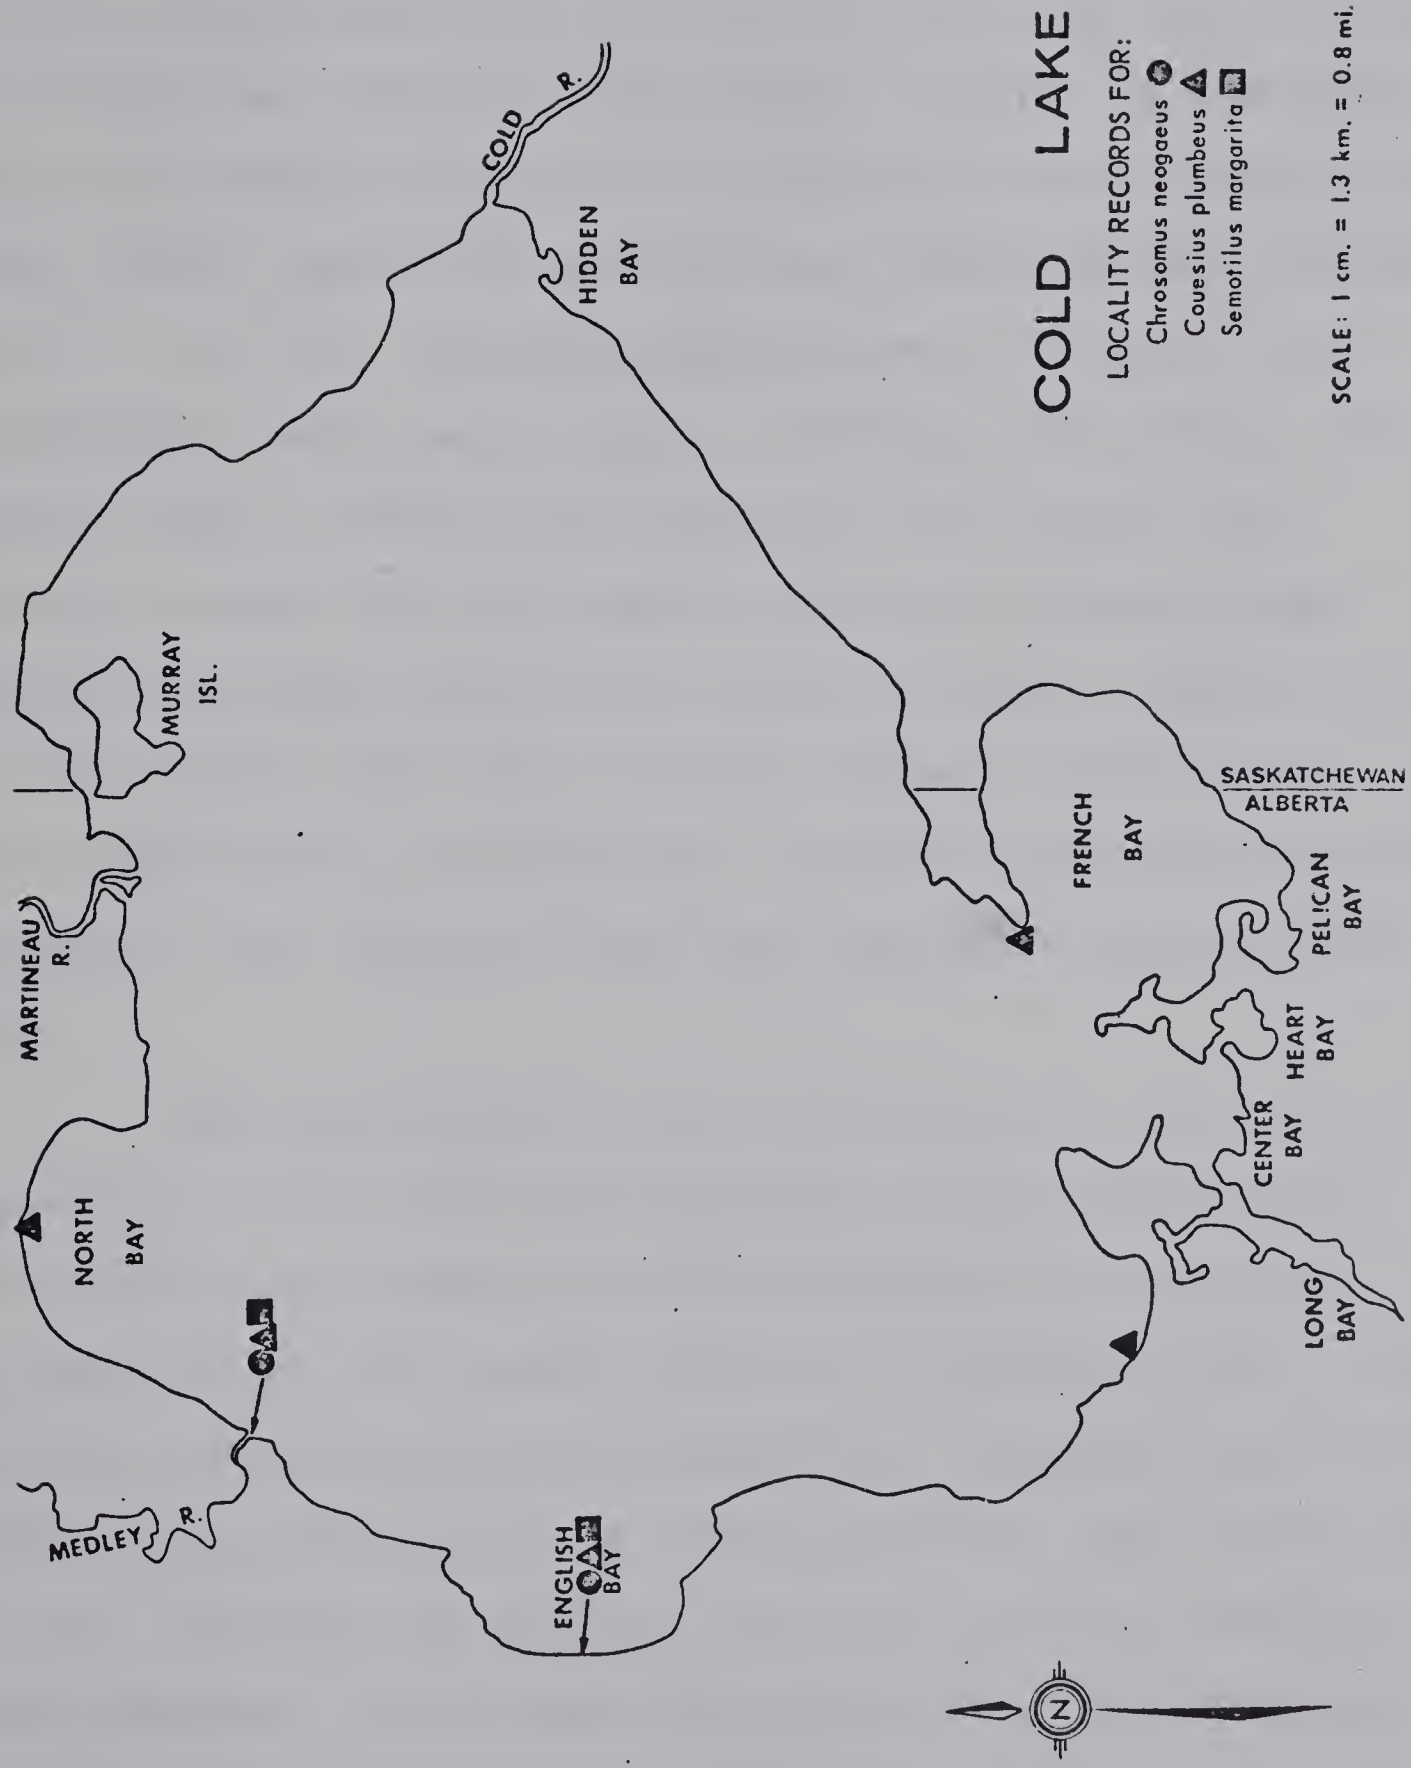 COLD LAKE
LOCALITY RECORDS FOR:
Chrosomus neogaeus
Couesius plumbeus
Semotilus margarita
SCALE: 1 cm. = 1.3 km. = 0.8 mi.
COLD R.
HIDDEN
BAY
MURRAY
ISL.
MARTINEAU
R.
NORTH
BAY
MEDLEY R.
ENGLISH
BAY
FRENCH
BAY
SASKATCHEWAN
ALBERTA
PELICAN
BAY
HEART
BAY
CENTER
BAY
LONG
BAY
N